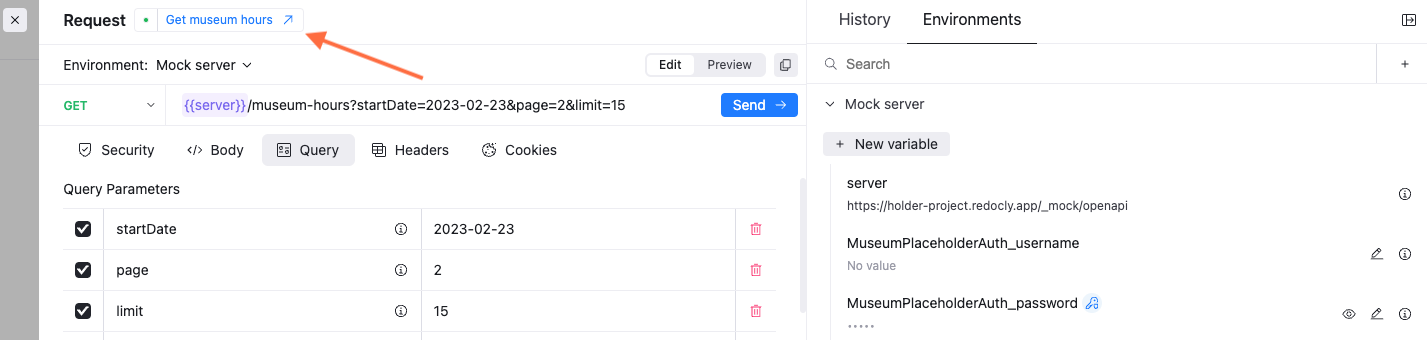 Request
Get museum hours
Environment: Mock server
Edit
Preview
GET
{{server}}/museum-hours?startDate=2023-02-23&page=2&limit=15
Send
Security
Body
Query
Headers
Cookies
Query Parameters
startDate
2023-02-23
page
2
limit
15
History
Environments
Search
Mock server
New variable
server
https://holder-project.redocly.app/_mock/openapi
MuseumPlaceholderAuth_username
No value
MuseumPlaceholderAuth_password
•••••